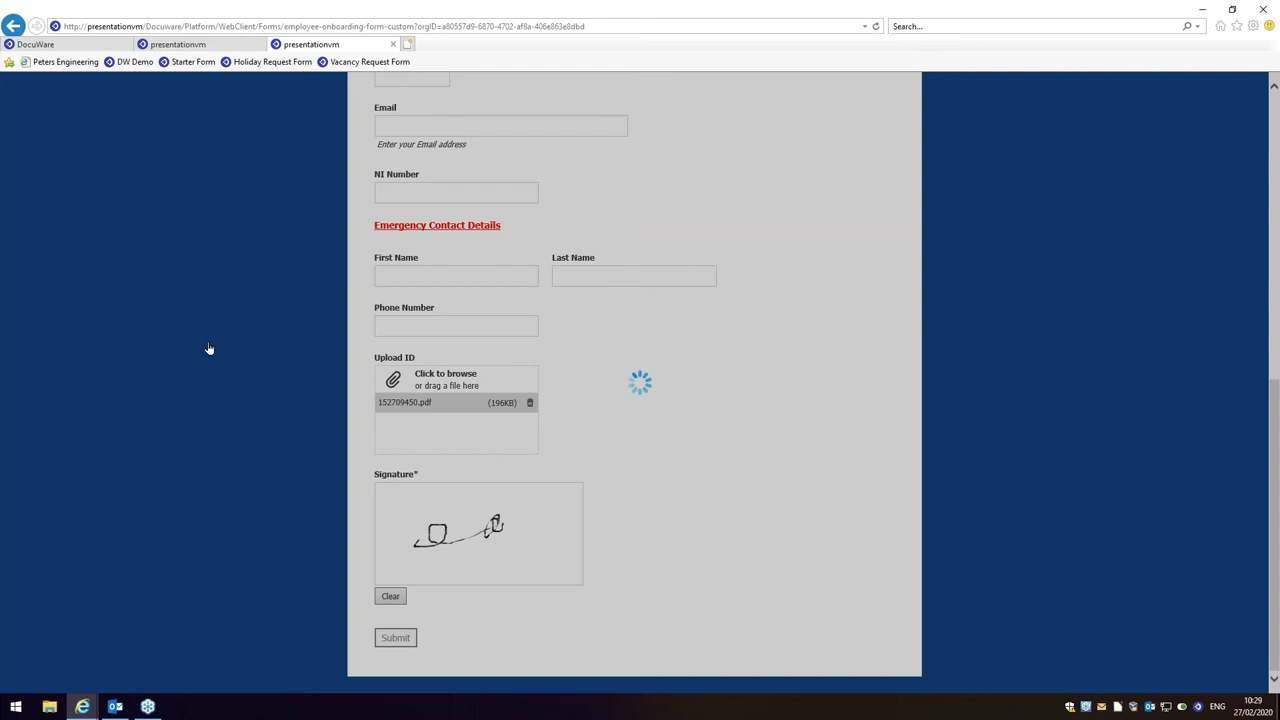 http://presentationvm/Docuware/Platform/WebClient/Forms/employee-onboarding-form-custom?orgID=a80557d9-6870-4702-af8a-406e863e8dbd
Search...
DocuWare
presentationvm
presentationvm
Peters Engineering
DW Demo
Starter Form
Holiday Request Form
Vacancy Request Form
Email
Enter your Email address
NI Number
Emergency Contact Details
First Name
Last Name
Phone Number
Upload ID
Click to browse
or drag a file here
152709450.pdf
(196KB)
Signature*
Clear
Submit
ENG
10:29
27/02/2020